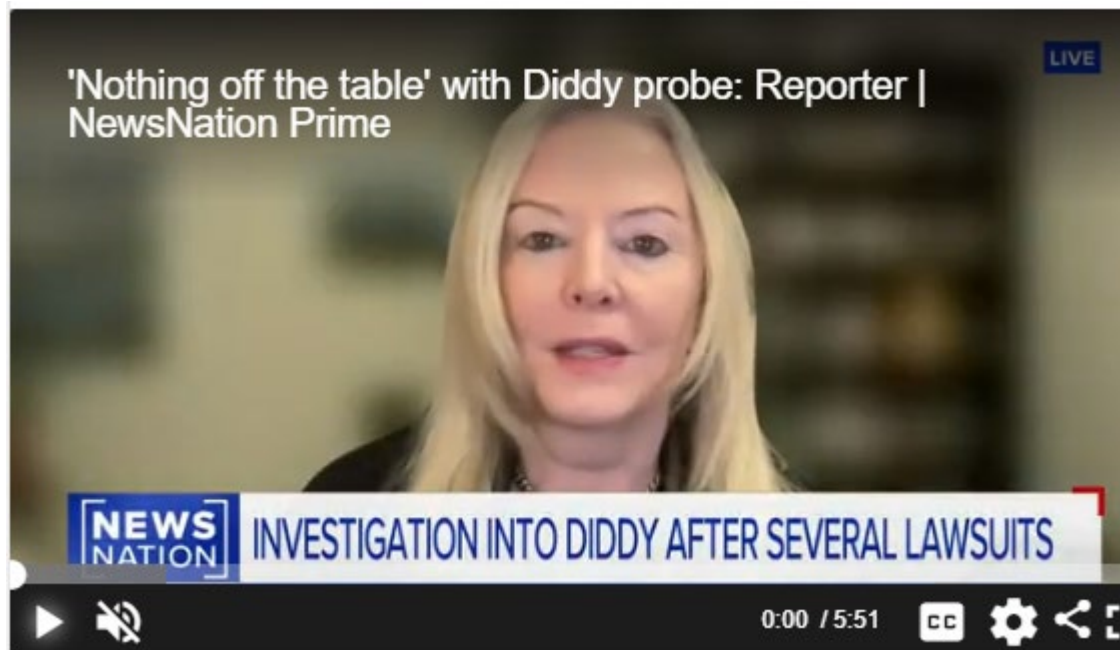 'Nothing off the table' with Diddy probe: Reporter |
NewsNation Prime
LIVE
NEWS
NATION
INVESTIGATION INTO DIDDY AFTER SEVERAL LAWSUITS
0:00 / 5:51
CC